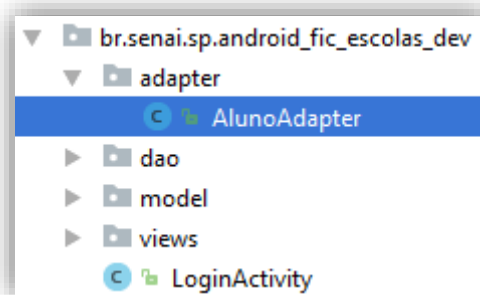 br.senai.sp.android_fic_escolas_dev
adapter
AlunoAdapter
dao
model
views
LoginActivity